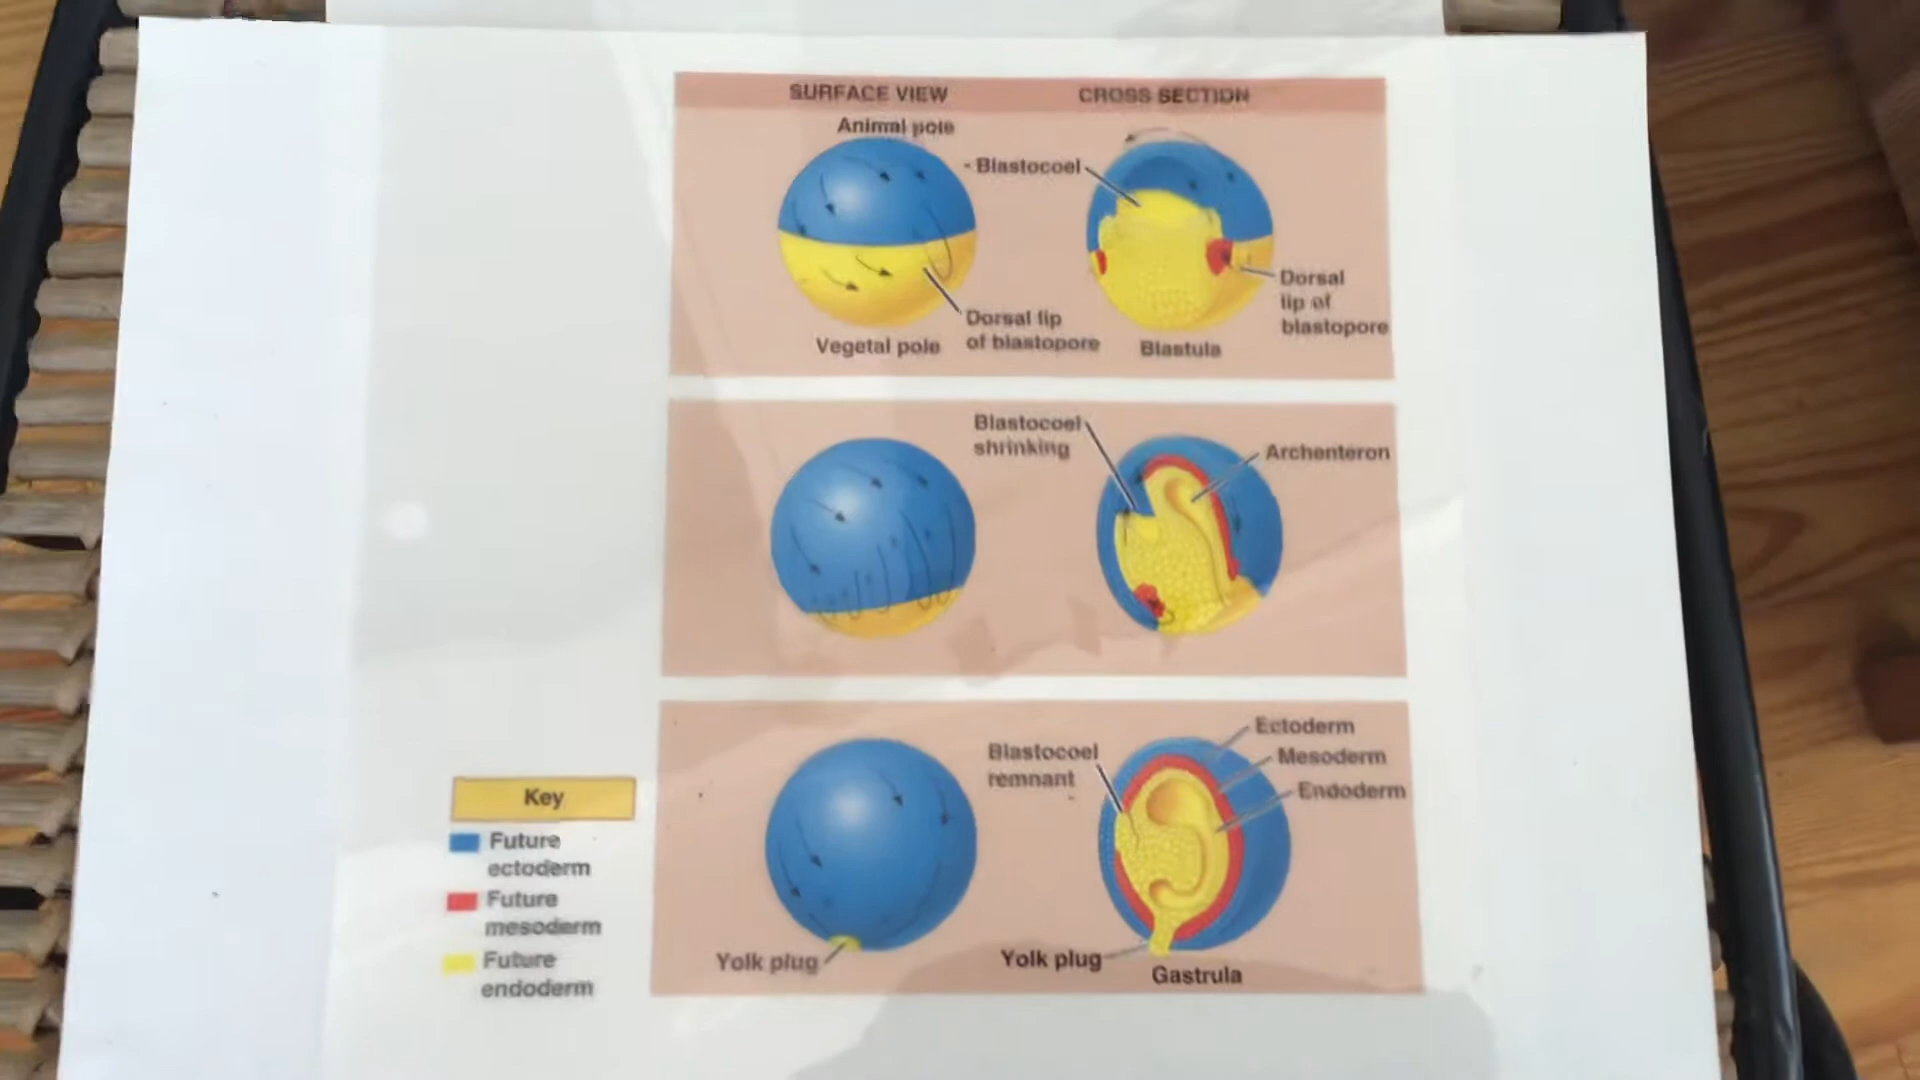 SURFACE VIEW
CROSS SECTION
Animal pole
- Blastocoel
Dorsal
lip of
blastopore
Dorsal lip
of blastopore
Vegetal pole
Blastula
Blastocoel
shrinking
Archenteron
Ectoderm
Mesoderm
Endoderm
Blastocoel
remnant
Yolk plug
Yolk plug
Gastrula
Key
Future
ectoderm
Future
mesoderm
Future
endoderm